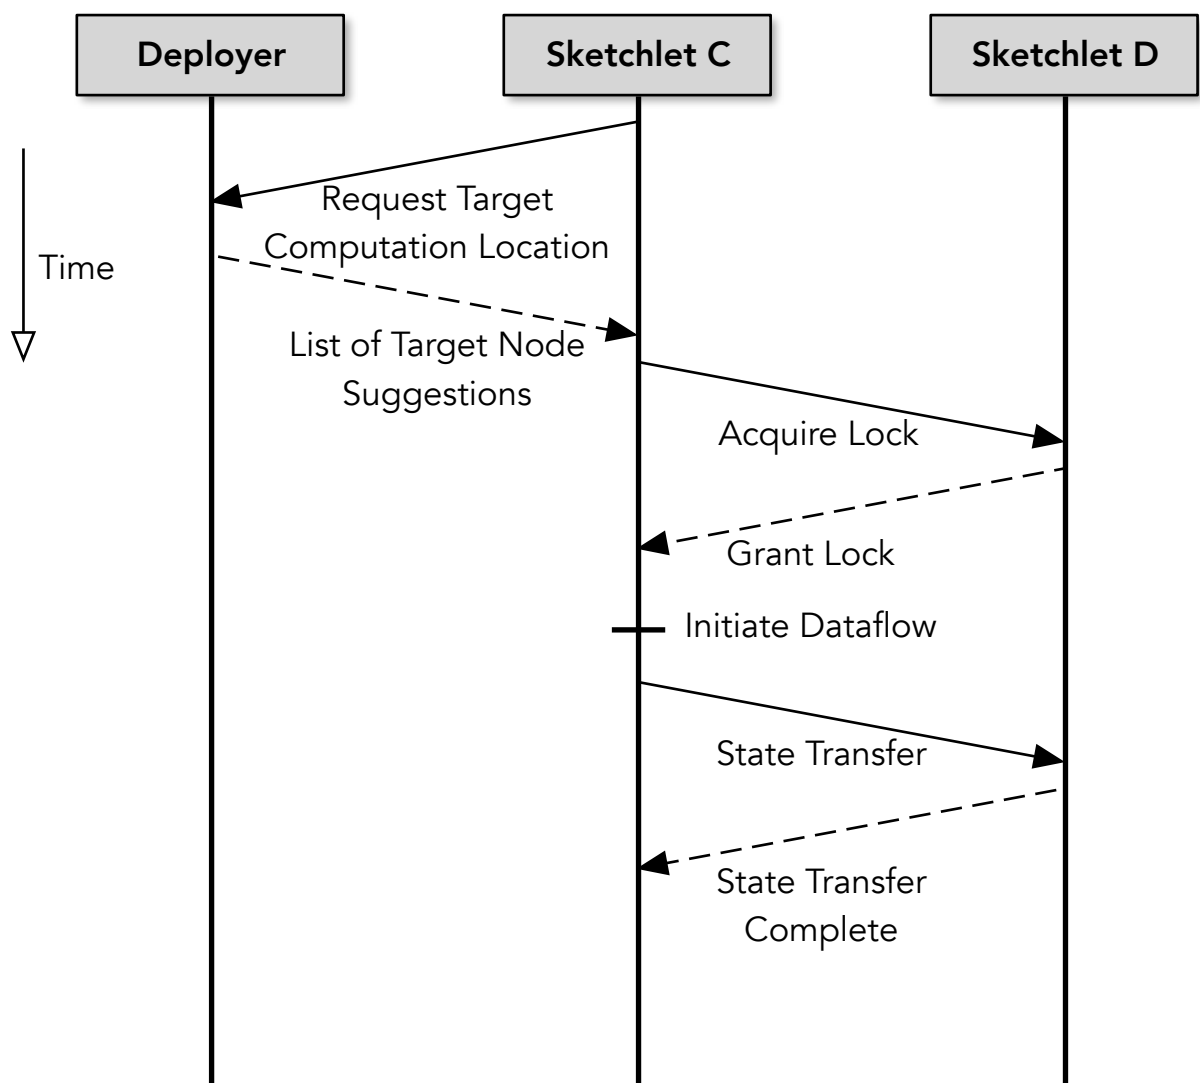 Deployer
Sketchlet C
Sketchlet D
Request Target
Computation Location
Time
List of Target Node
Suggestions
Acquire Lock
Grant Lock
Initiate Dataflow
State Transfer
State Transfer
Complete